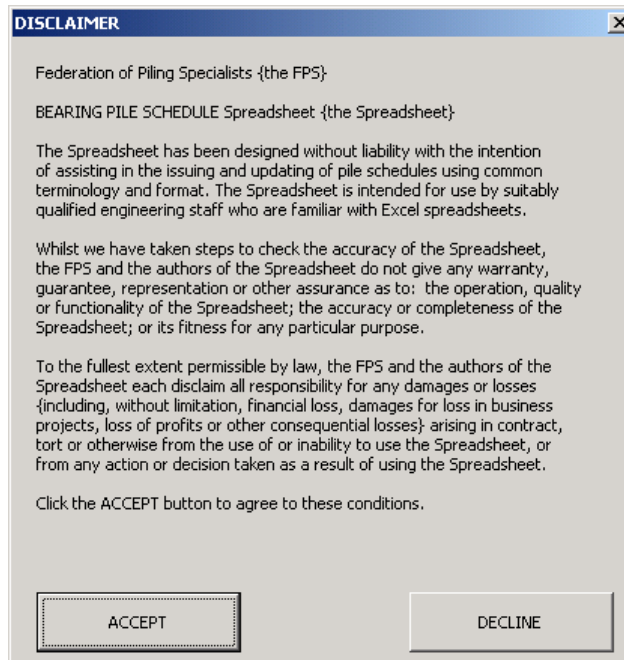 DISCLAIMER
Federation of Piling Specialists {the FPS}
BEARING PILE SCHEDULE Spreadsheet {the Spreadsheet}
The Spreadsheet has been designed without liability with the intention
of assisting in the issuing and updating of pile schedules using common
terminology and format. The Spreadsheet is intended for use by suitably
qualified engineering staff who are familiar with Excel spreadsheets.
Whilst we have taken steps to check the accuracy of the Spreadsheet,
the FPS and the authors of the Spreadsheet do not give any warranty,
guarantee, representation or other assurance as to: the operation, quality
or functionality of the Spreadsheet; the accuracy or completeness of the
Spreadsheet; or its fitness for any particular purpose.
To the fullest extent permissible by law, the FPS and the authors of the
Spreadsheet each disclaim all responsibility for any damages or losses
{including, without limitation, financial loss, damages for loss in business
projects, loss of profits or other consequential losses} arising in contract,
tort or otherwise from the use of or inability to use the Spreadsheet, or
from any action or decision taken as a result of using the Spreadsheet.
Click the ACCEPT button to agree to these conditions.
ACCEPT
DECLINE